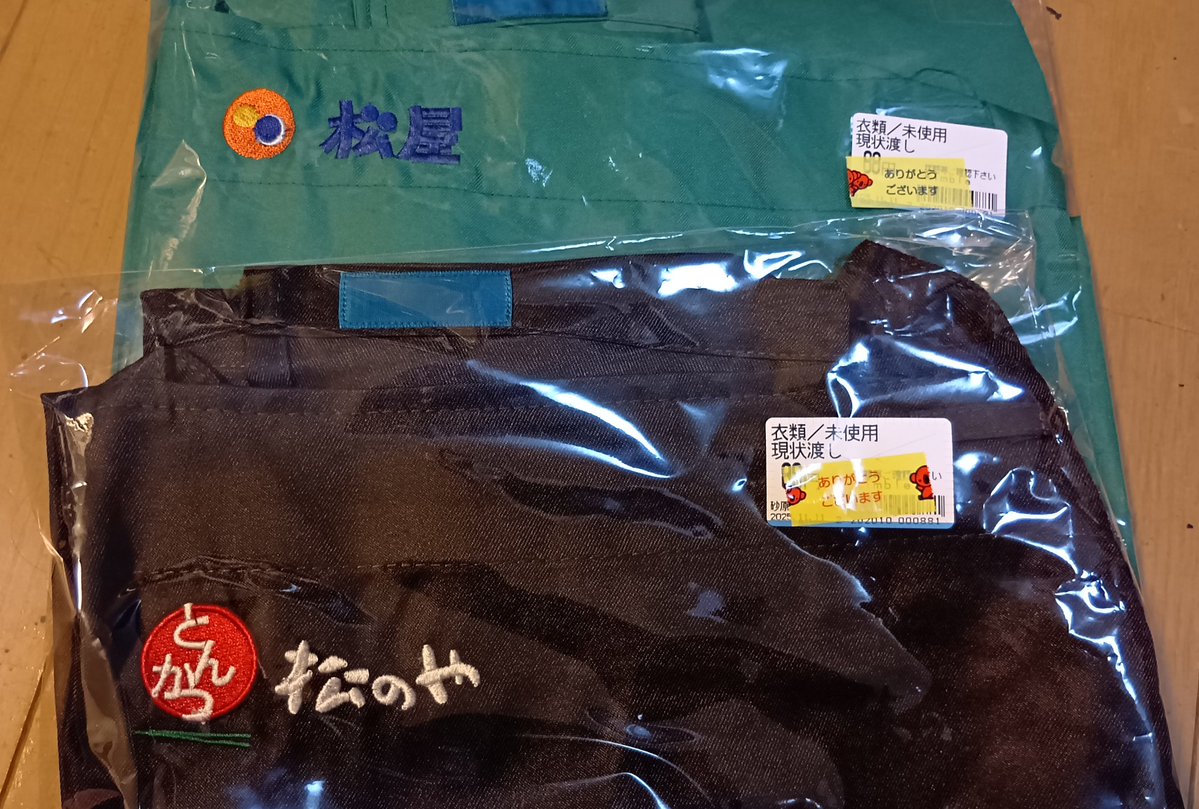 松屋
衣類／未使用
現状渡し
ありがとう
ございます
衣類／未使用
現状渡し
ありがとう
ございます
000881
とんかつ
松のや